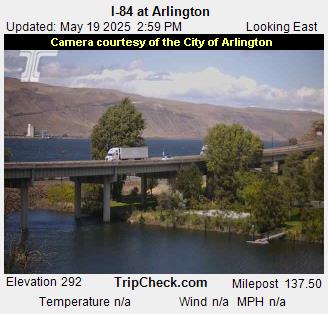 I-84 at Arlington
Updated: May 19 2025 2:59 PM Looking East
Camera courtesy of the City of Arlington
Elevation 292 TripCheck.com Milepost 137.50
Temperature n/a Wind n/a MPH n/a